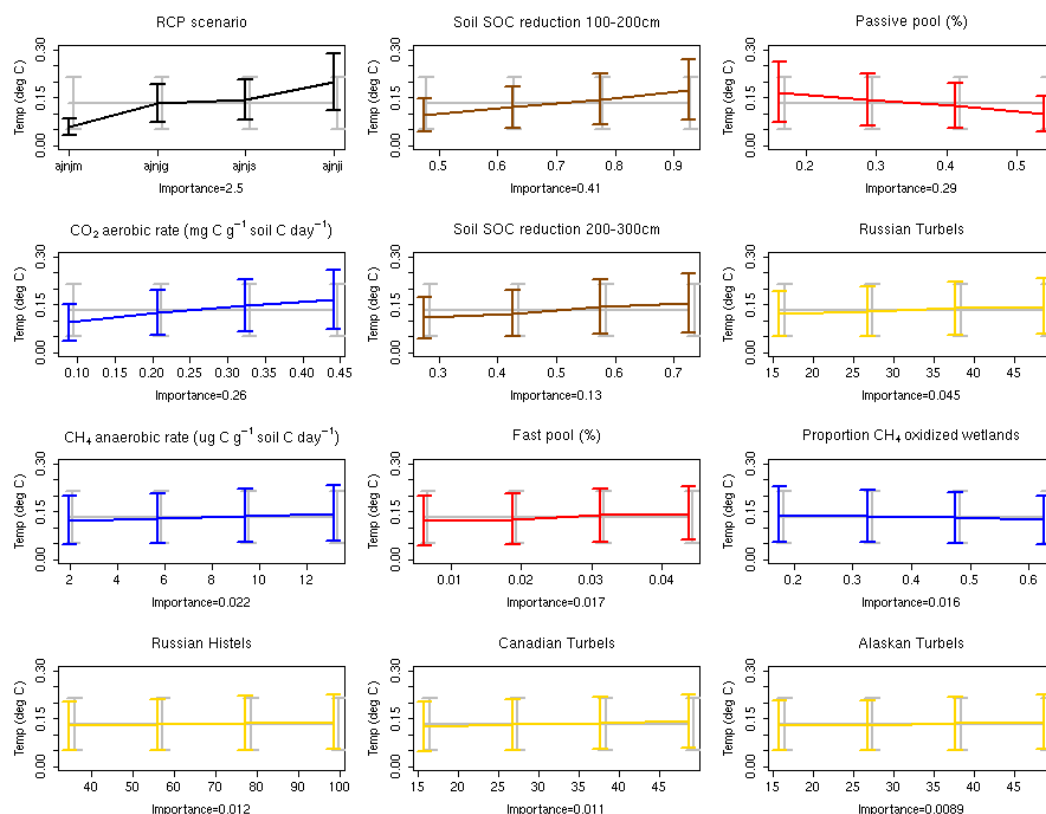 RCP scenario
Temp (deg C)
0.00 0.15 0.30
ajnjm ajnjg ajnjs ajnji
Importance=2.5
Soil SOC reduction 100-200cm
Temp (deg C)
0.00 0.15 0.30
0.5 0.6 0.7 0.8 0.9
Importance=0.41
Passive pool (%)
Temp (deg C)
0.00 0.15 0.30
0.2 0.3 0.4 0.5
Importance=0.29
CO₂ aerobic rate (mg C g⁻¹ soil C day⁻¹)
Temp (deg C)
0.00 0.15 0.30
0.10 0.15 0.20 0.25 0.30 0.35 0.40 0.45
Importance=0.26
Soil SOC reduction 200-300cm
Temp (deg C)
0.00 0.15 0.30
0.3 0.4 0.5 0.6 0.7
Importance=0.13
Russian Turbels
Temp (deg C)
0.00 0.15 0.30
15 20 25 30 35 40 45
Importance=0.045
CH₄ anaerobic rate (ug C g⁻¹ soil C day⁻¹)
Temp (deg C)
0.00 0.15 0.30
2 4 6 8 10 12
Importance=0.022
Fast pool (%)
Temp (deg C)
0.00 0.15 0.30
0.01 0.02 0.03 0.04
Importance=0.017
Proportion CH₄ oxidized wetlands
Temp (deg C)
0.00 0.15 0.30
0.2 0.3 0.4 0.5 0.6
Importance=0.016
Russian Histels
Temp (deg C)
0.00 0.15 0.30
40 50 60 70 80 90 100
Importance=0.012
Canadian Turbels
Temp (deg C)
0.00 0.15 0.30
15 20 25 30 35 40 45
Importance=0.011
Alaskan Turbels
Temp (deg C)
0.00 0.15 0.30
15 20 25 30 35 40 45
Importance=0.0089